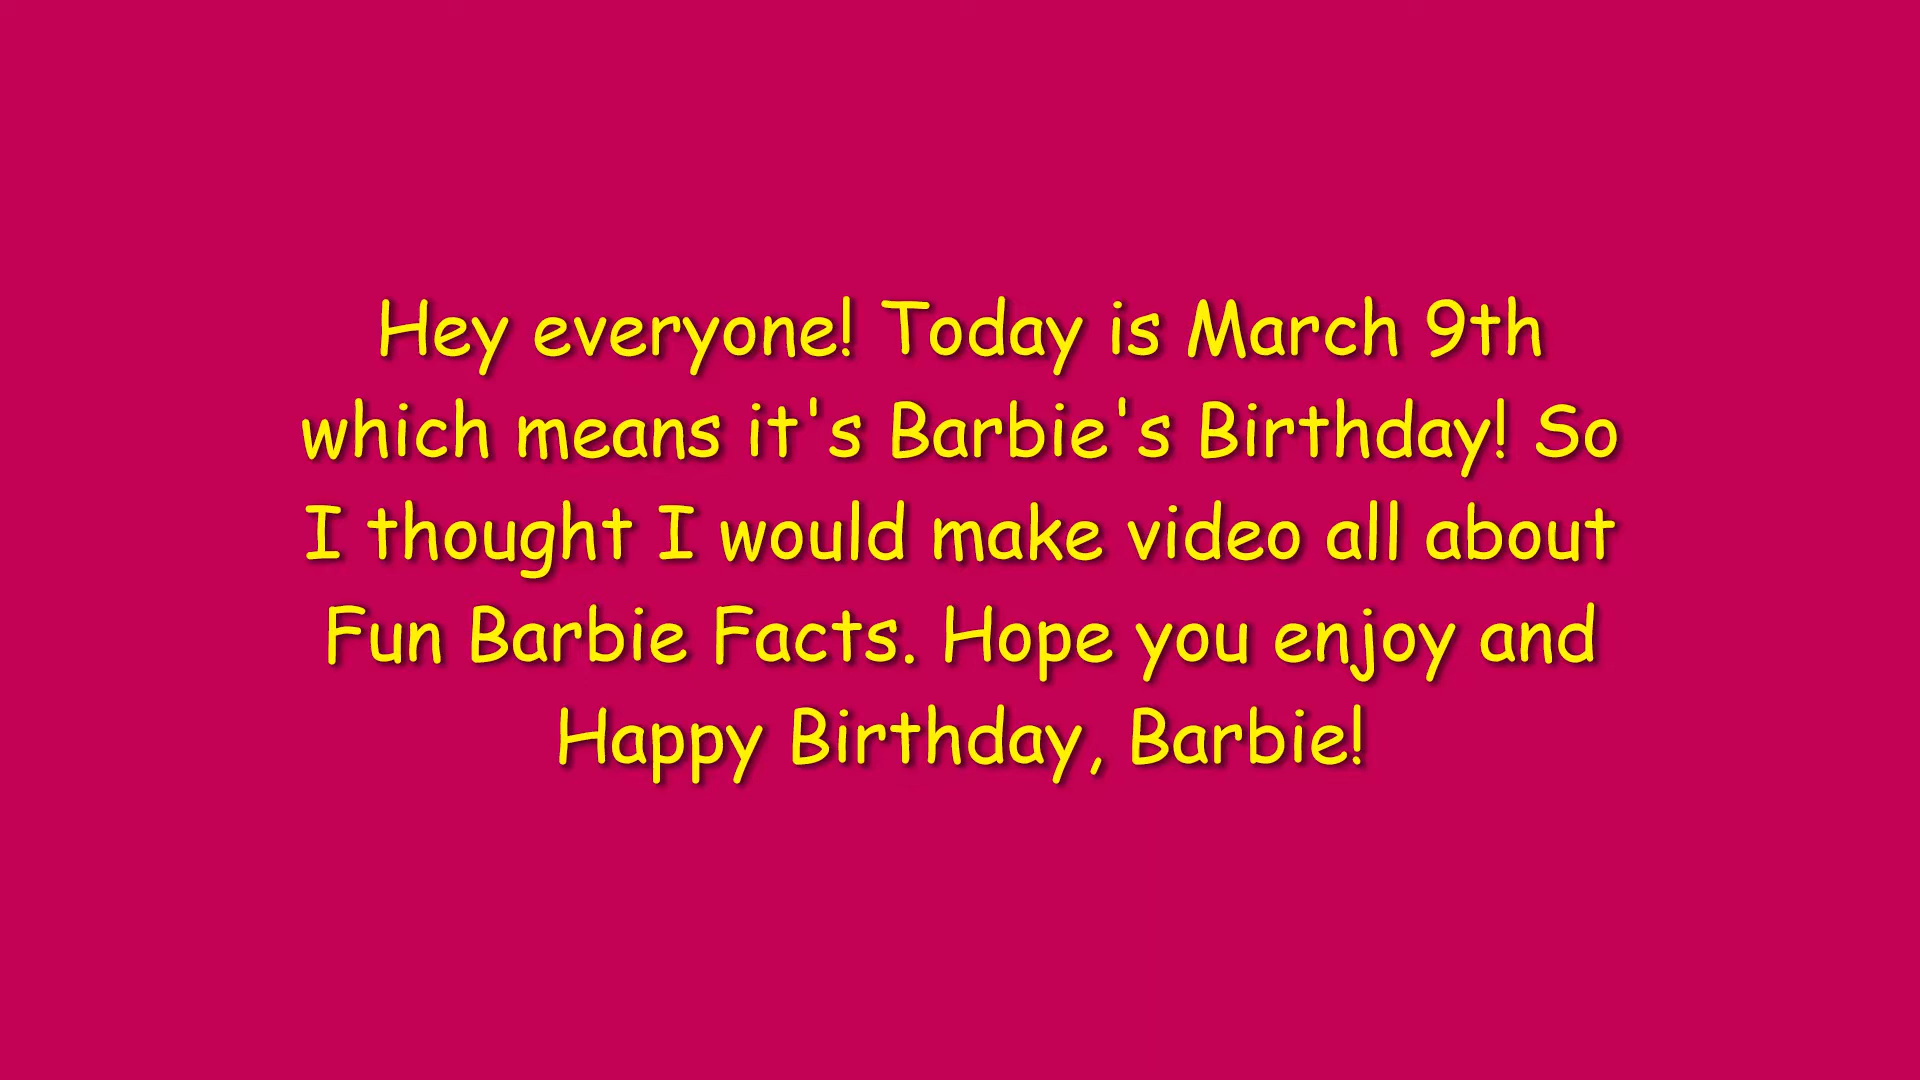 Hey everyone! Today is March 9th
which means it's Barbie's Birthday! So
I thought I would make video all about
Fun Barbie Facts. Hope you enjoy and
Happy Birthday, Barbie!